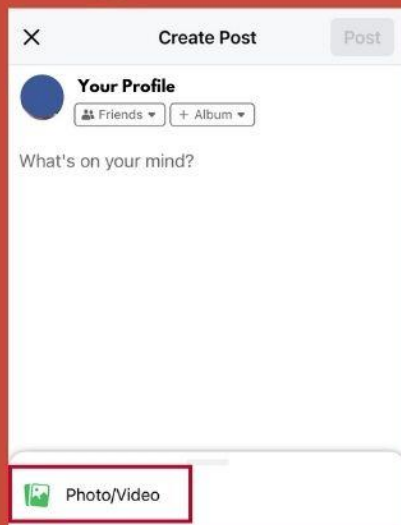 Create Post
Post
Your Profile
Friends
+ Album
What's on your mind?
Photo/Video